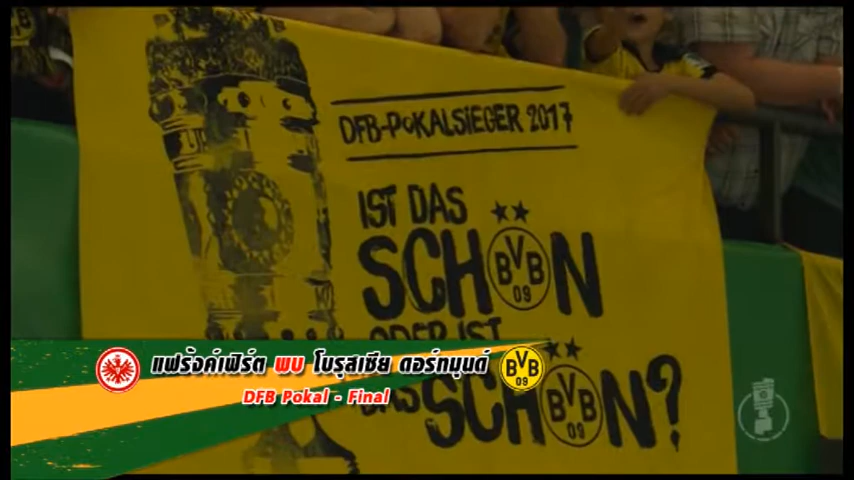 DFB-POKALSIEGER 2017
IST DAS
SCHÖN
BVB
09
ODER IST
DAS SCHÖN?
BVB
09
แฟร้งค์เฟิร์ต พบ โบรุสเซีย ดอร์ทมุนด์
BVB
09
DFB Pokal - Final